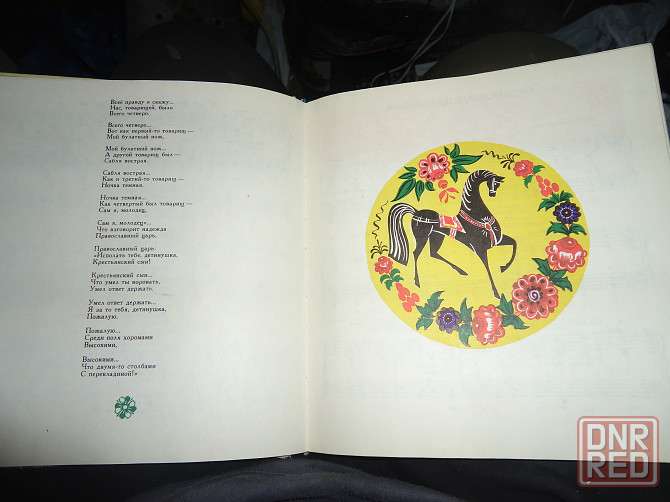 Всеё правду я скажу...
Нас, товарищей, было
Всего четверо.
Всего четверо...
Вот как первый-то товарищ —
Мой булатный нож.
Мой булатный нож...
А другой товарищ был —
Сабля вострая.
Сабля вострая...
Как и третий-то товарищ —
Ночка темная.
Ночка темная...
Как четвертый был товарищ —
Сам я, молодец.
Сам я, молодец»...
Что возговорит надежда
Православный царь.
Православный царь:
«Исполать тебе, детинушка,
Крестьянский сын!
Крестьянский сын...
Что умел ты воровать,
Умел ответ держать.
Умел ответ держать...
Я за то тебя, детинушка,
Пожалую.
Пожалую...
Среди поля хоромами
Высокими,
Высокими...
Что двумя-то столбами
С перекладиной!»
DNR
RED